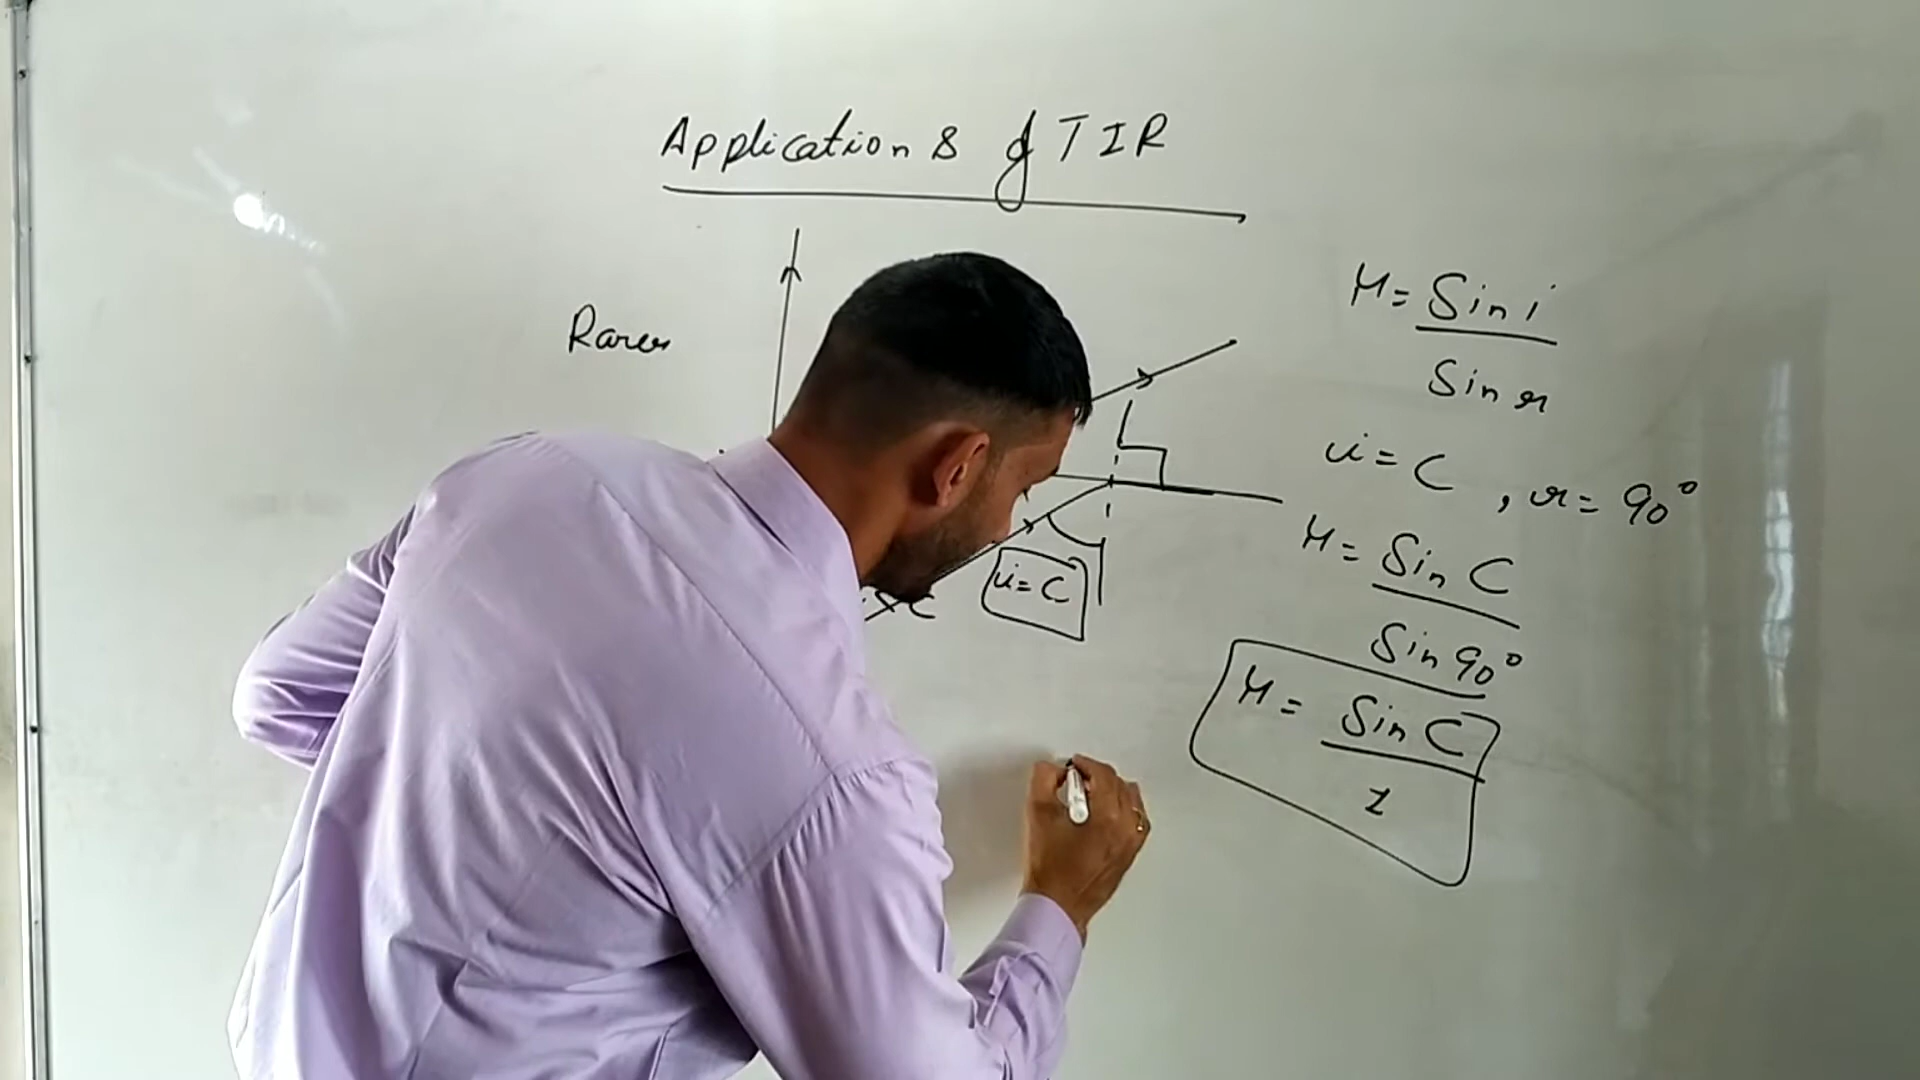 Applications of TIR
Rarer
μ = Sin i
Sin r
i = C , r = 90°
μ = Sin C
Sin 90°
i = C
i < C
μ = Sin C
1